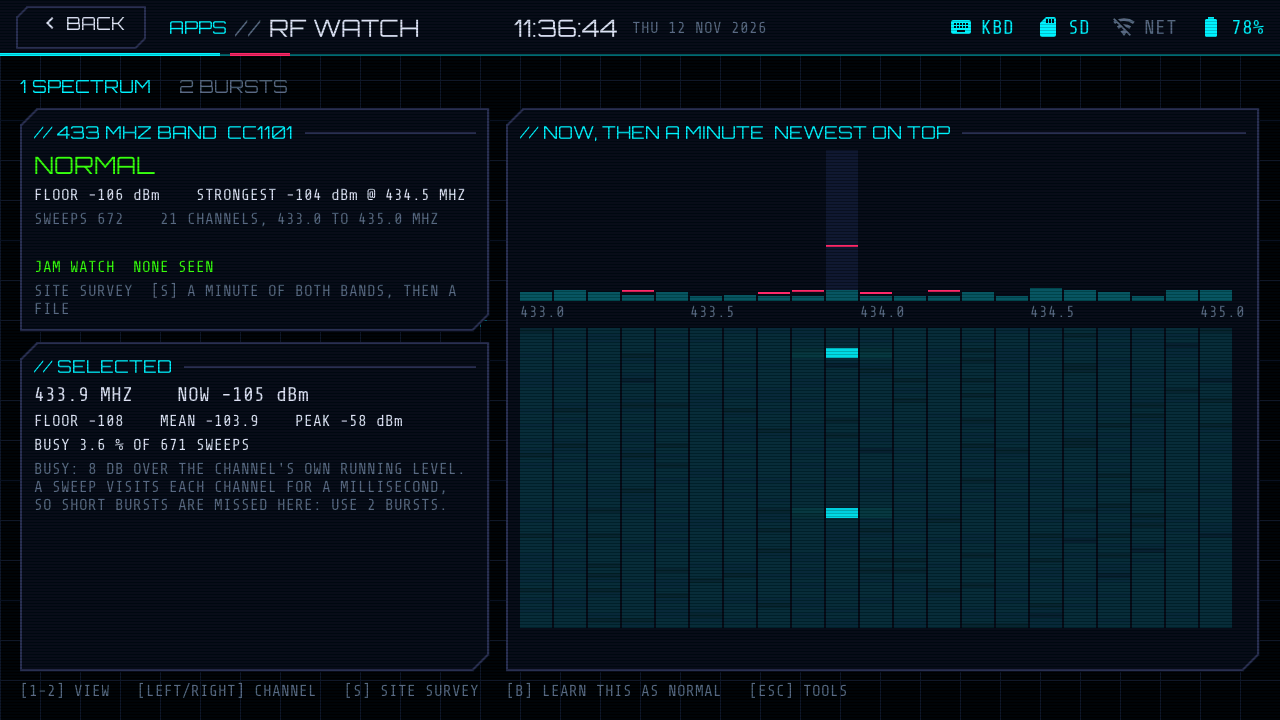 BACK
APPS // RF WATCH
11:36:44 THU 12 NOV 2026
KBD SD NET 78%
1 SPECTRUM 2 BURSTS
// 433 MHZ BAND CC1101
NORMAL
FLOOR -106 dBm STRONGEST -104 dBm @ 434.5 MHZ
SWEEPS 672 21 CHANNELS, 433.0 TO 435.0 MHZ
JAM WATCH NONE SEEN
SITE SURVEY [S] A MINUTE OF BOTH BANDS, THEN A
FILE
// SELECTED
433.9 MHZ NOW -105 dBm
FLOOR -108 MEAN -103.9 PEAK -58 dBm
BUSY 3.6 % OF 671 SWEEPS
BUSY: 8 DB OVER THE CHANNEL'S OWN RUNNING LEVEL.
A SWEEP VISITS EACH CHANNEL FOR A MILLISECOND,
SO SHORT BURSTS ARE MISSED HERE: USE 2 BURSTS.
// NOW, THEN A MINUTE NEWEST ON TOP
433.0 433.5 434.0 434.5 435.0
[1-2] VIEW [LEFT/RIGHT] CHANNEL [S] SITE SURVEY [B] LEARN THIS AS NORMAL [ESC] TOOLS